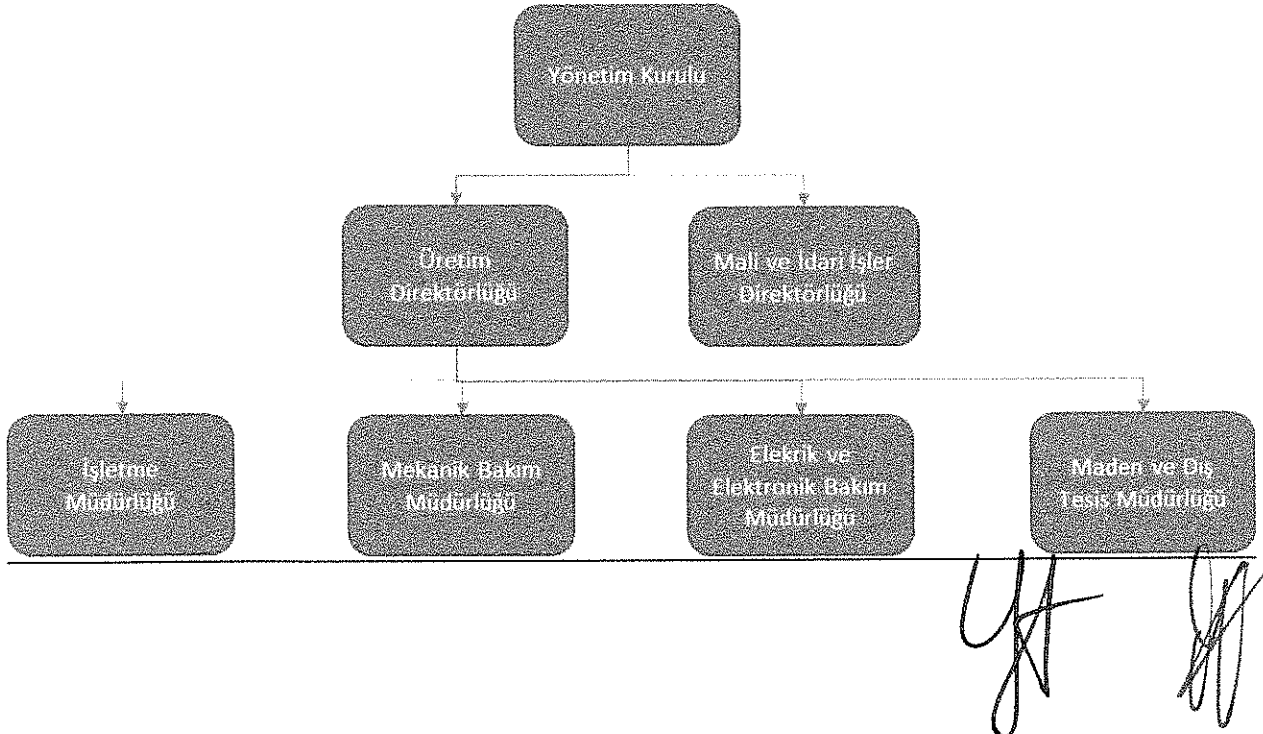 Yönetim Kurulu
Üretim
Direktörlüğü
Mali ve İdari İşler
Direktörlüğü
İşletme
Müdürlüğü
Mekanik Bakım
Müdürlüğü
Elekrik ve
Elektronik Bakım
Müdürlüğü
Maden ve Dış
Tesis Müdürlüğü